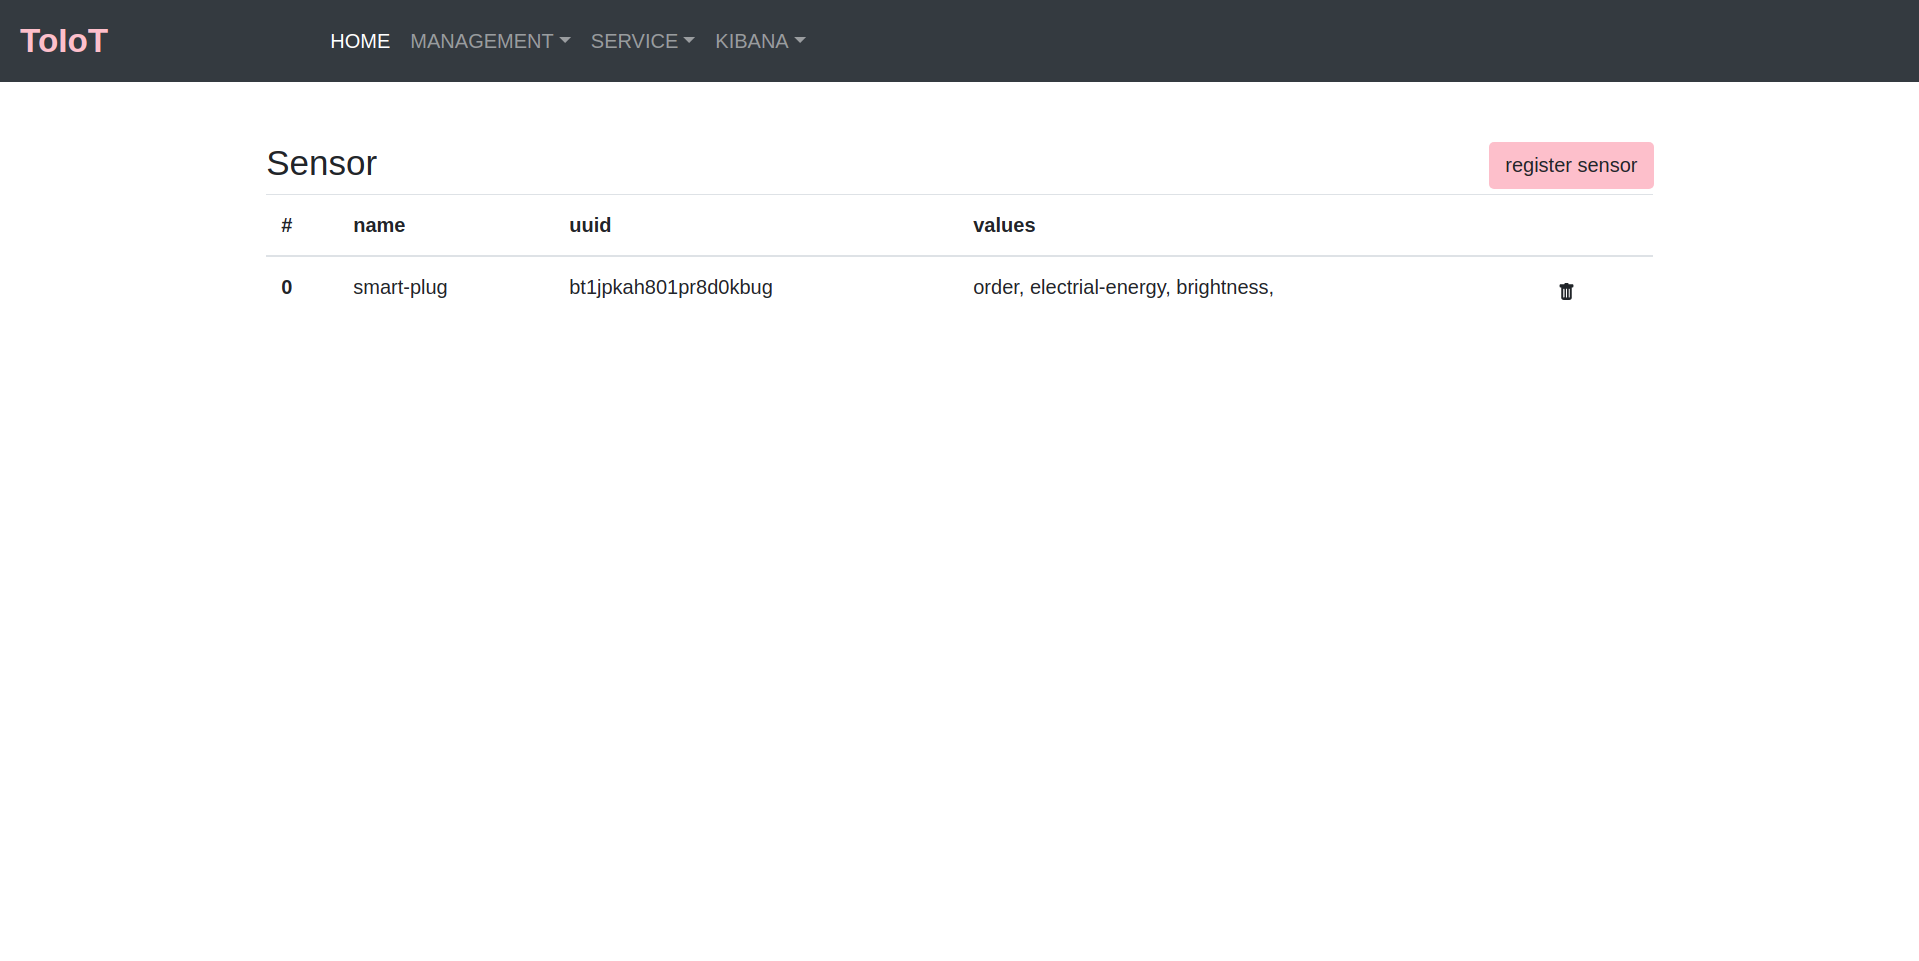 ToIoT HOME MANAGEMENT SERVICE KIBANA
Sensor register sensor
# name uuid values
0 smart-plug bt1jpkah801pr8d0kbug order, electrial-energy, brightness,